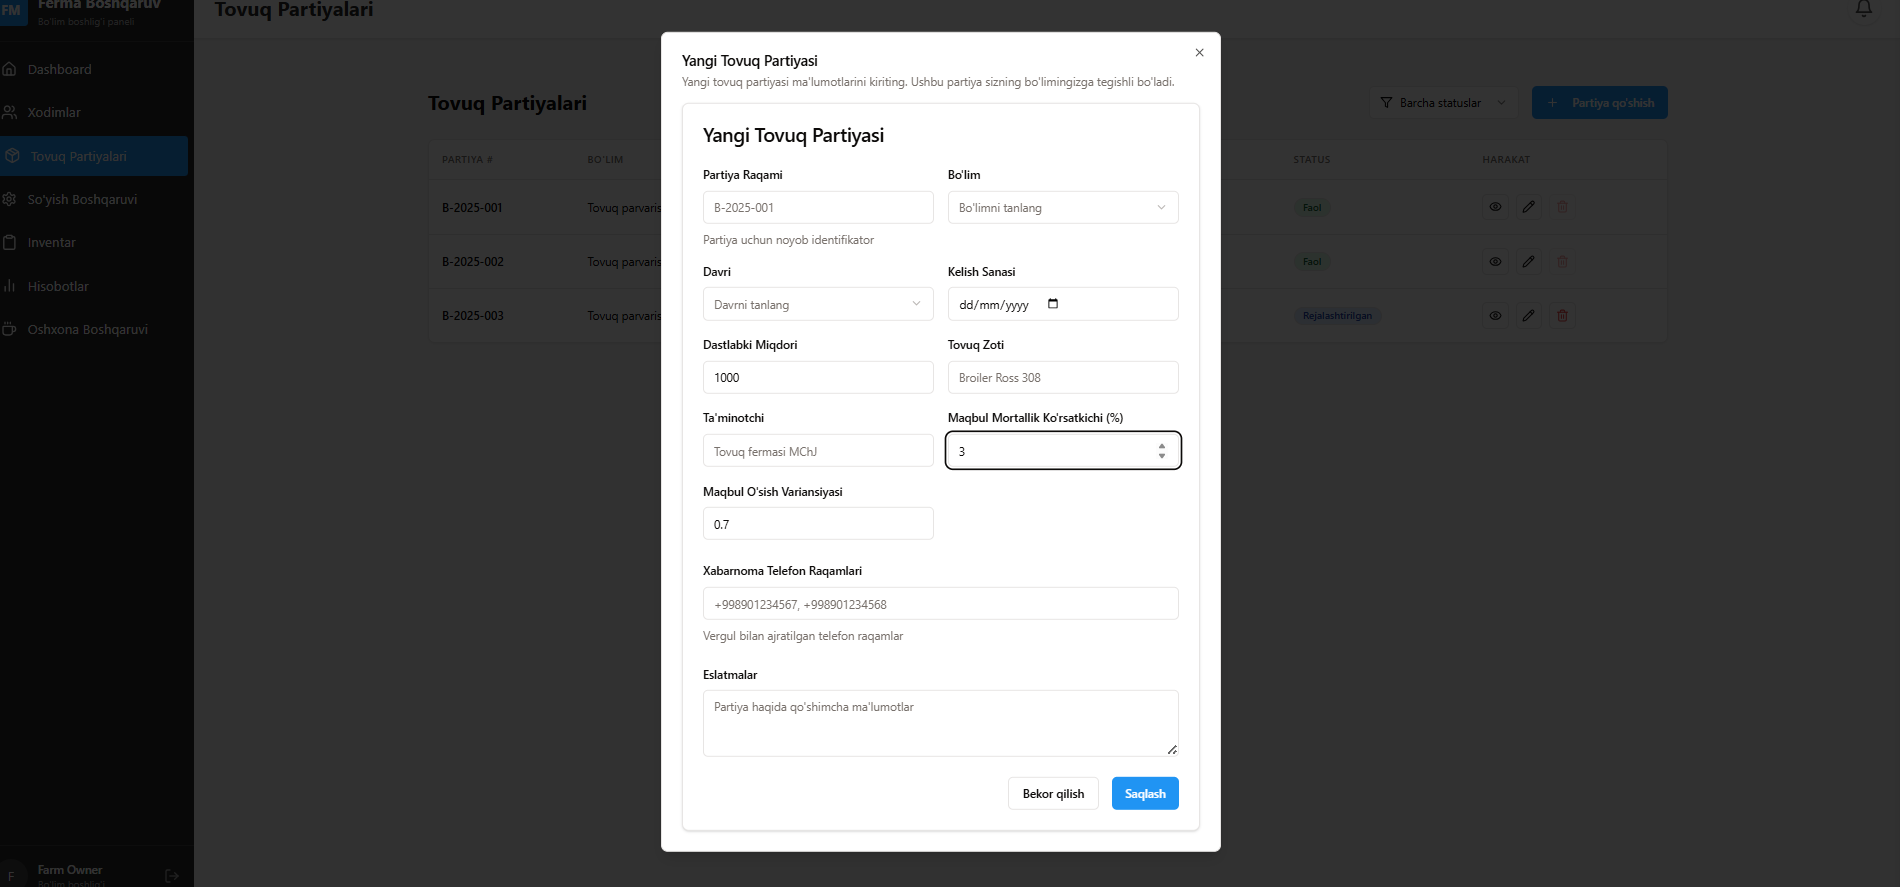 FM
Ferma Boshqaruv
Bo'lim boshlig'i paneli
Dashboard
Xodimlar
Tovuq Partiyalari
So'yish Boshqaruvi
Inventar
Hisobotlar
Oshxona Boshqaruvi
F
Farm Owner
Bo'lim boshlig'i
Tovuq Partiyalari
Tovuq Partiyalari
Barcha statuslar
+ Partiya qo'shish
PARTIYA #
BO'LIM
STATUS
HARAKAT
B-2025-001
Tovuq parvaris
Faol
B-2025-002
Tovuq parvaris
Faol
B-2025-003
Tovuq parvaris
Rejalashtirilgan
Yangi Tovuq Partiyasi
Yangi tovuq partiyasi ma'lumotlarini kiriting. Ushbu partiya sizning bo'limingizga tegishli bo'ladi.
Yangi Tovuq Partiyasi
Partiya Raqami
B-2025-001
Partiya uchun noyob identifikator
Bo'lim
Bo'limni tanlang
Davri
Davrni tanlang
Kelish Sanasi
dd/mm/yyyy
Dastlabki Miqdori
1000
Tovuq Zoti
Broiler Ross 308
Ta'minotchi
Tovuq fermasi MChJ
Maqbul Mortallik Ko'rsatkichi (%)
3
Maqbul O'sish Variansiyasi
0.7
Xabarnoma Telefon Raqamlari
+998901234567, +998901234568
Vergul bilan ajratilgan telefon raqamlar
Eslatmalar
Partiya haqida qo'shimcha ma'lumotlar
Bekor qilish
Saqlash